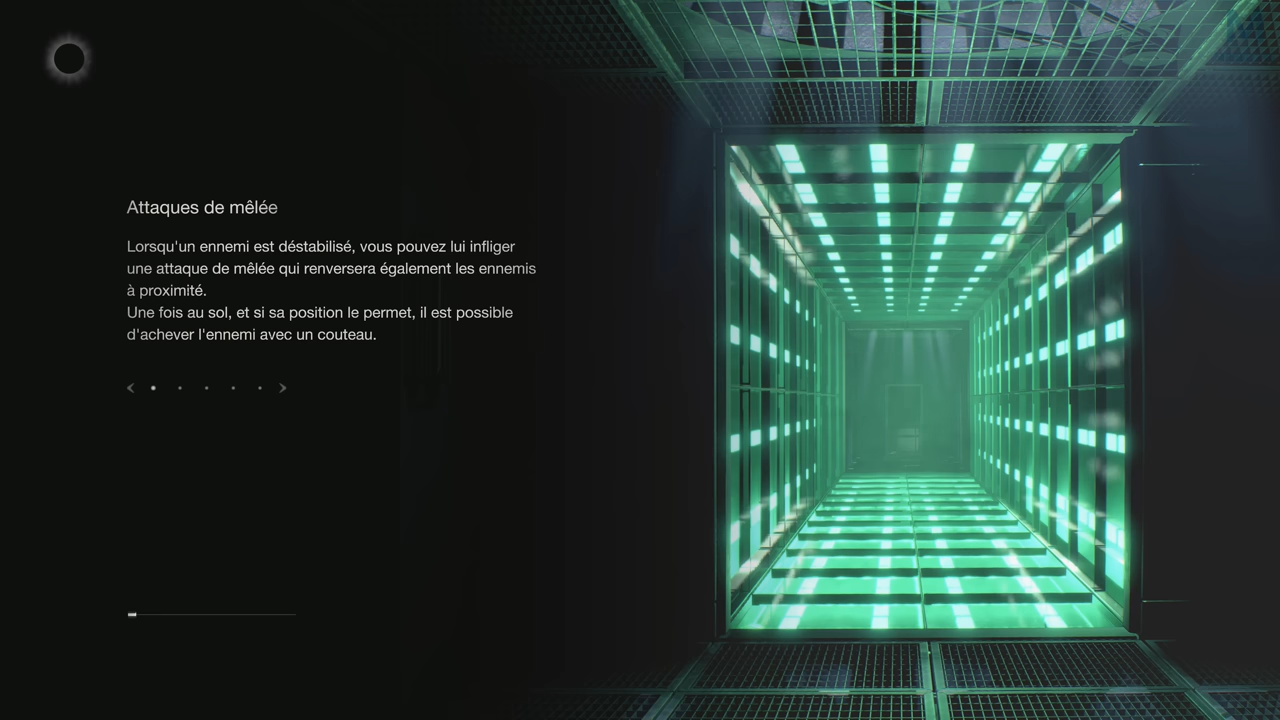 Attaques de mêlée
Lorsqu'un ennemi est déstabilisé, vous pouvez lui infliger
une attaque de mêlée qui renversera également les ennemis
à proximité.
Une fois au sol, et si sa position le permet, il est possible
d'achever l'ennemi avec un couteau.